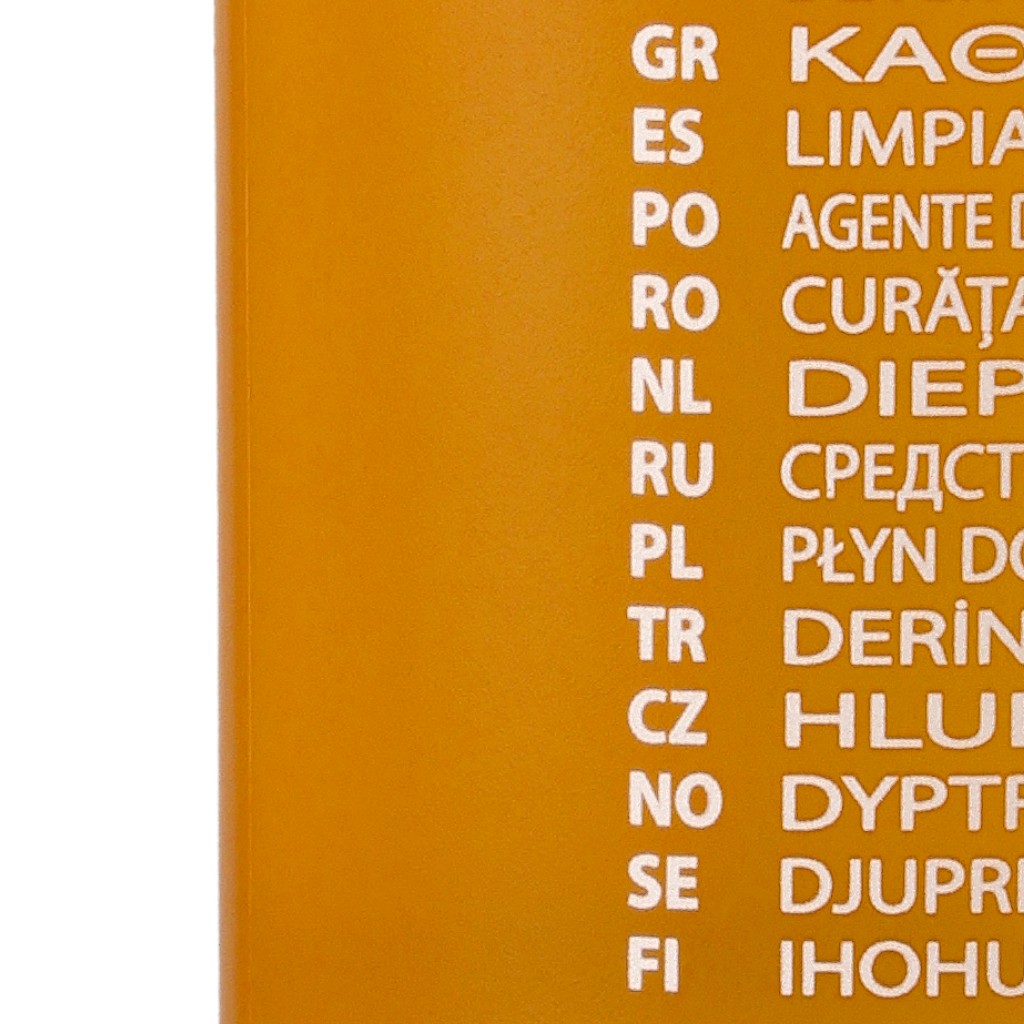 GR ΚΑΘ
ES LIMPIA
PO AGENTE D
RO CURĂȚA
NL DIEP
RU СРЕДСТ
PL PŁYN DO
TR DERİN
CZ HLU
NO DYPTR
SE DJUPR
FI IHOHU